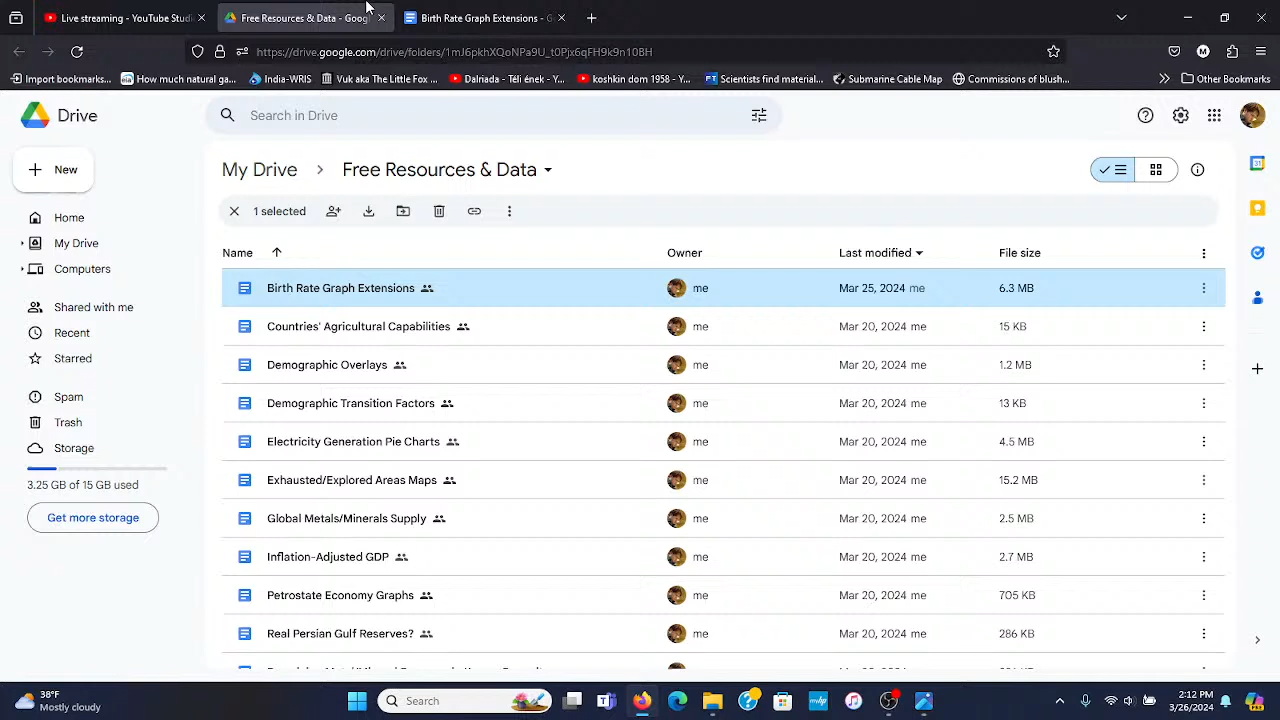 Live streaming - YouTube Studi
Free Resources & Data - Goog
Birth Rate Graph Extensions - G
https://drive.google.com/drive/folders/1mJ6pkhXQoNPa9U_t0Pjx6qFH9k9n10BH
M
Import bookmarks...
eia
How much natural ga...
India-WRIS
Vuk aka The Little Fox ...
Dalriada - Téli ének - Y...
koshkin dom 1958 - Y...
Scientists find material...
Submarine Cable Map
Commissions of blush...
Other Bookmarks
Drive
Search in Drive
New
My Drive
Free Resources & Data
1 selected
Home
My Drive
Computers
Shared with me
Recent
Starred
Spam
Trash
Storage
3.25 GB of 15 GB used
Get more storage
Name Owner Last modified File size
Birth Rate Graph Extensions me Mar 25, 2024 me 6.3 MB
Countries' Agricultural Capabilities me Mar 20, 2024 me 15 KB
Demographic Overlays me Mar 20, 2024 me 1.2 MB
Demographic Transition Factors me Mar 20, 2024 me 13 KB
Electricity Generation Pie Charts me Mar 20, 2024 me 4.5 MB
Exhausted/Explored Areas Maps me Mar 20, 2024 me 15.2 MB
Global Metals/Minerals Supply me Mar 20, 2024 me 2.5 MB
Inflation-Adjusted GDP me Mar 20, 2024 me 2.7 MB
Petrostate Economy Graphs me Mar 20, 2024 me 705 KB
Real Persian Gulf Reserves? me Mar 20, 2024 me 286 KB
31
38°F
Mostly cloudy
Search
2:12 PM
3/26/2024